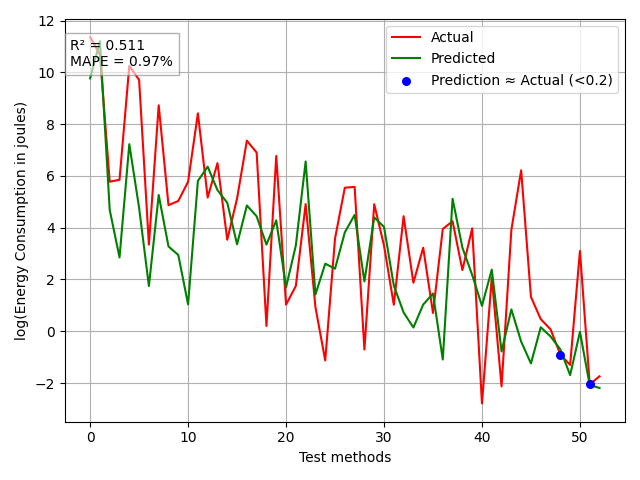 R² = 0.511
MAPE = 0.97%
Actual
Predicted
Prediction ≈ Actual (<0.2)
log(Energy Consumption in joules)
12
10
8
6
4
2
0
−2
0
10
20
30
40
50
Test methods